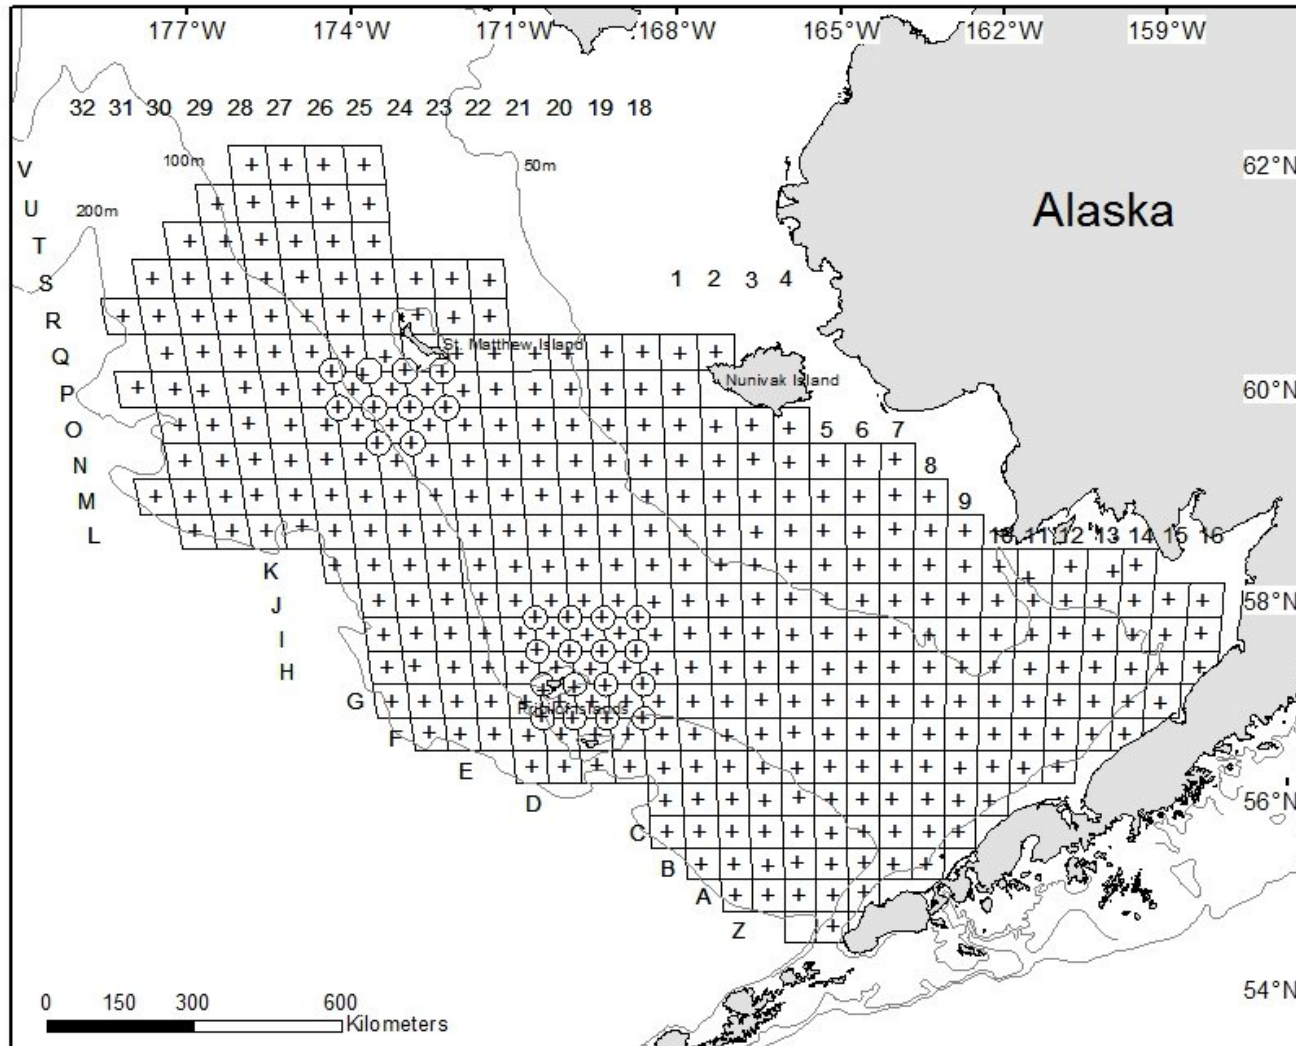 177°W 174°W 171°W 168°W 165°W 162°W 159°W
32 31 30 29 28 27 26 25 24 23 22 21 20 19 18
100m
50m
62°N
V
U
200m
Alaska
T
S
1 2 3 4
R
St. Matthew Island
Q
Nunivak Island
60°N
P
O
5 6 7
N
8
M
9
L
10 11 12 13 14 15 16
K
J
58°N
I
H
G
Pribilof Islands
F
E
D
56°N
C
B
A
Z
54°N
0 150 300 600
Kilometers